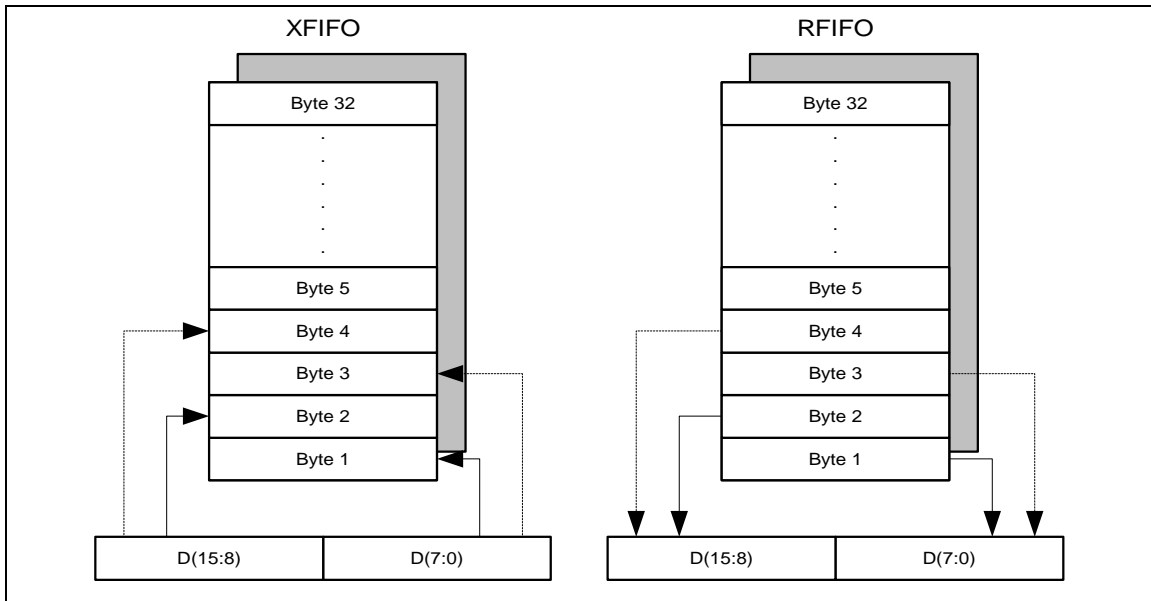 XFIFO
Byte 32
Byte 5
Byte 4
Byte 3
Byte 2
Byte 1
D(15:8)
D(7:0)
RFIFO
Byte 32
Byte 5
Byte 4
Byte 3
Byte 2
Byte 1
D(15:8)
D(7:0)